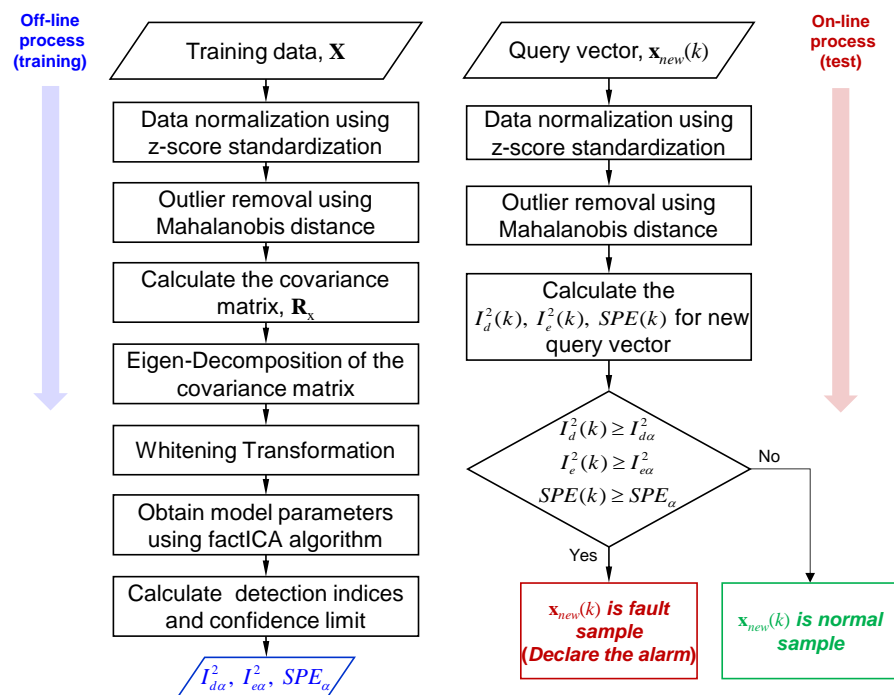 Off-line
process
(training)
Training data, X
Data normalization using
z-score standardization
Outlier removal using
Mahalanobis distance
Calculate the covariance
matrix, Rₓ
Eigen-Decomposition of the
covariance matrix
Whitening Transformation
Obtain model parameters
using factICA algorithm
Calculate detection indices
and confidence limit
I²dα, I²eα, SPEα
Query vector, xnew(k)
Data normalization using
z-score standardization
Outlier removal using
Mahalanobis distance
Calculate the
I²d(k), I²e(k), SPE(k) for new
query vector
I²d(k) ≥ I²dα
I²e(k) ≥ I²eα
SPE(k) ≥ SPEα
No
Yes
xnew(k) is fault
sample
(Declare the alarm)
xnew(k) is normal
sample
On-line
process
(test)